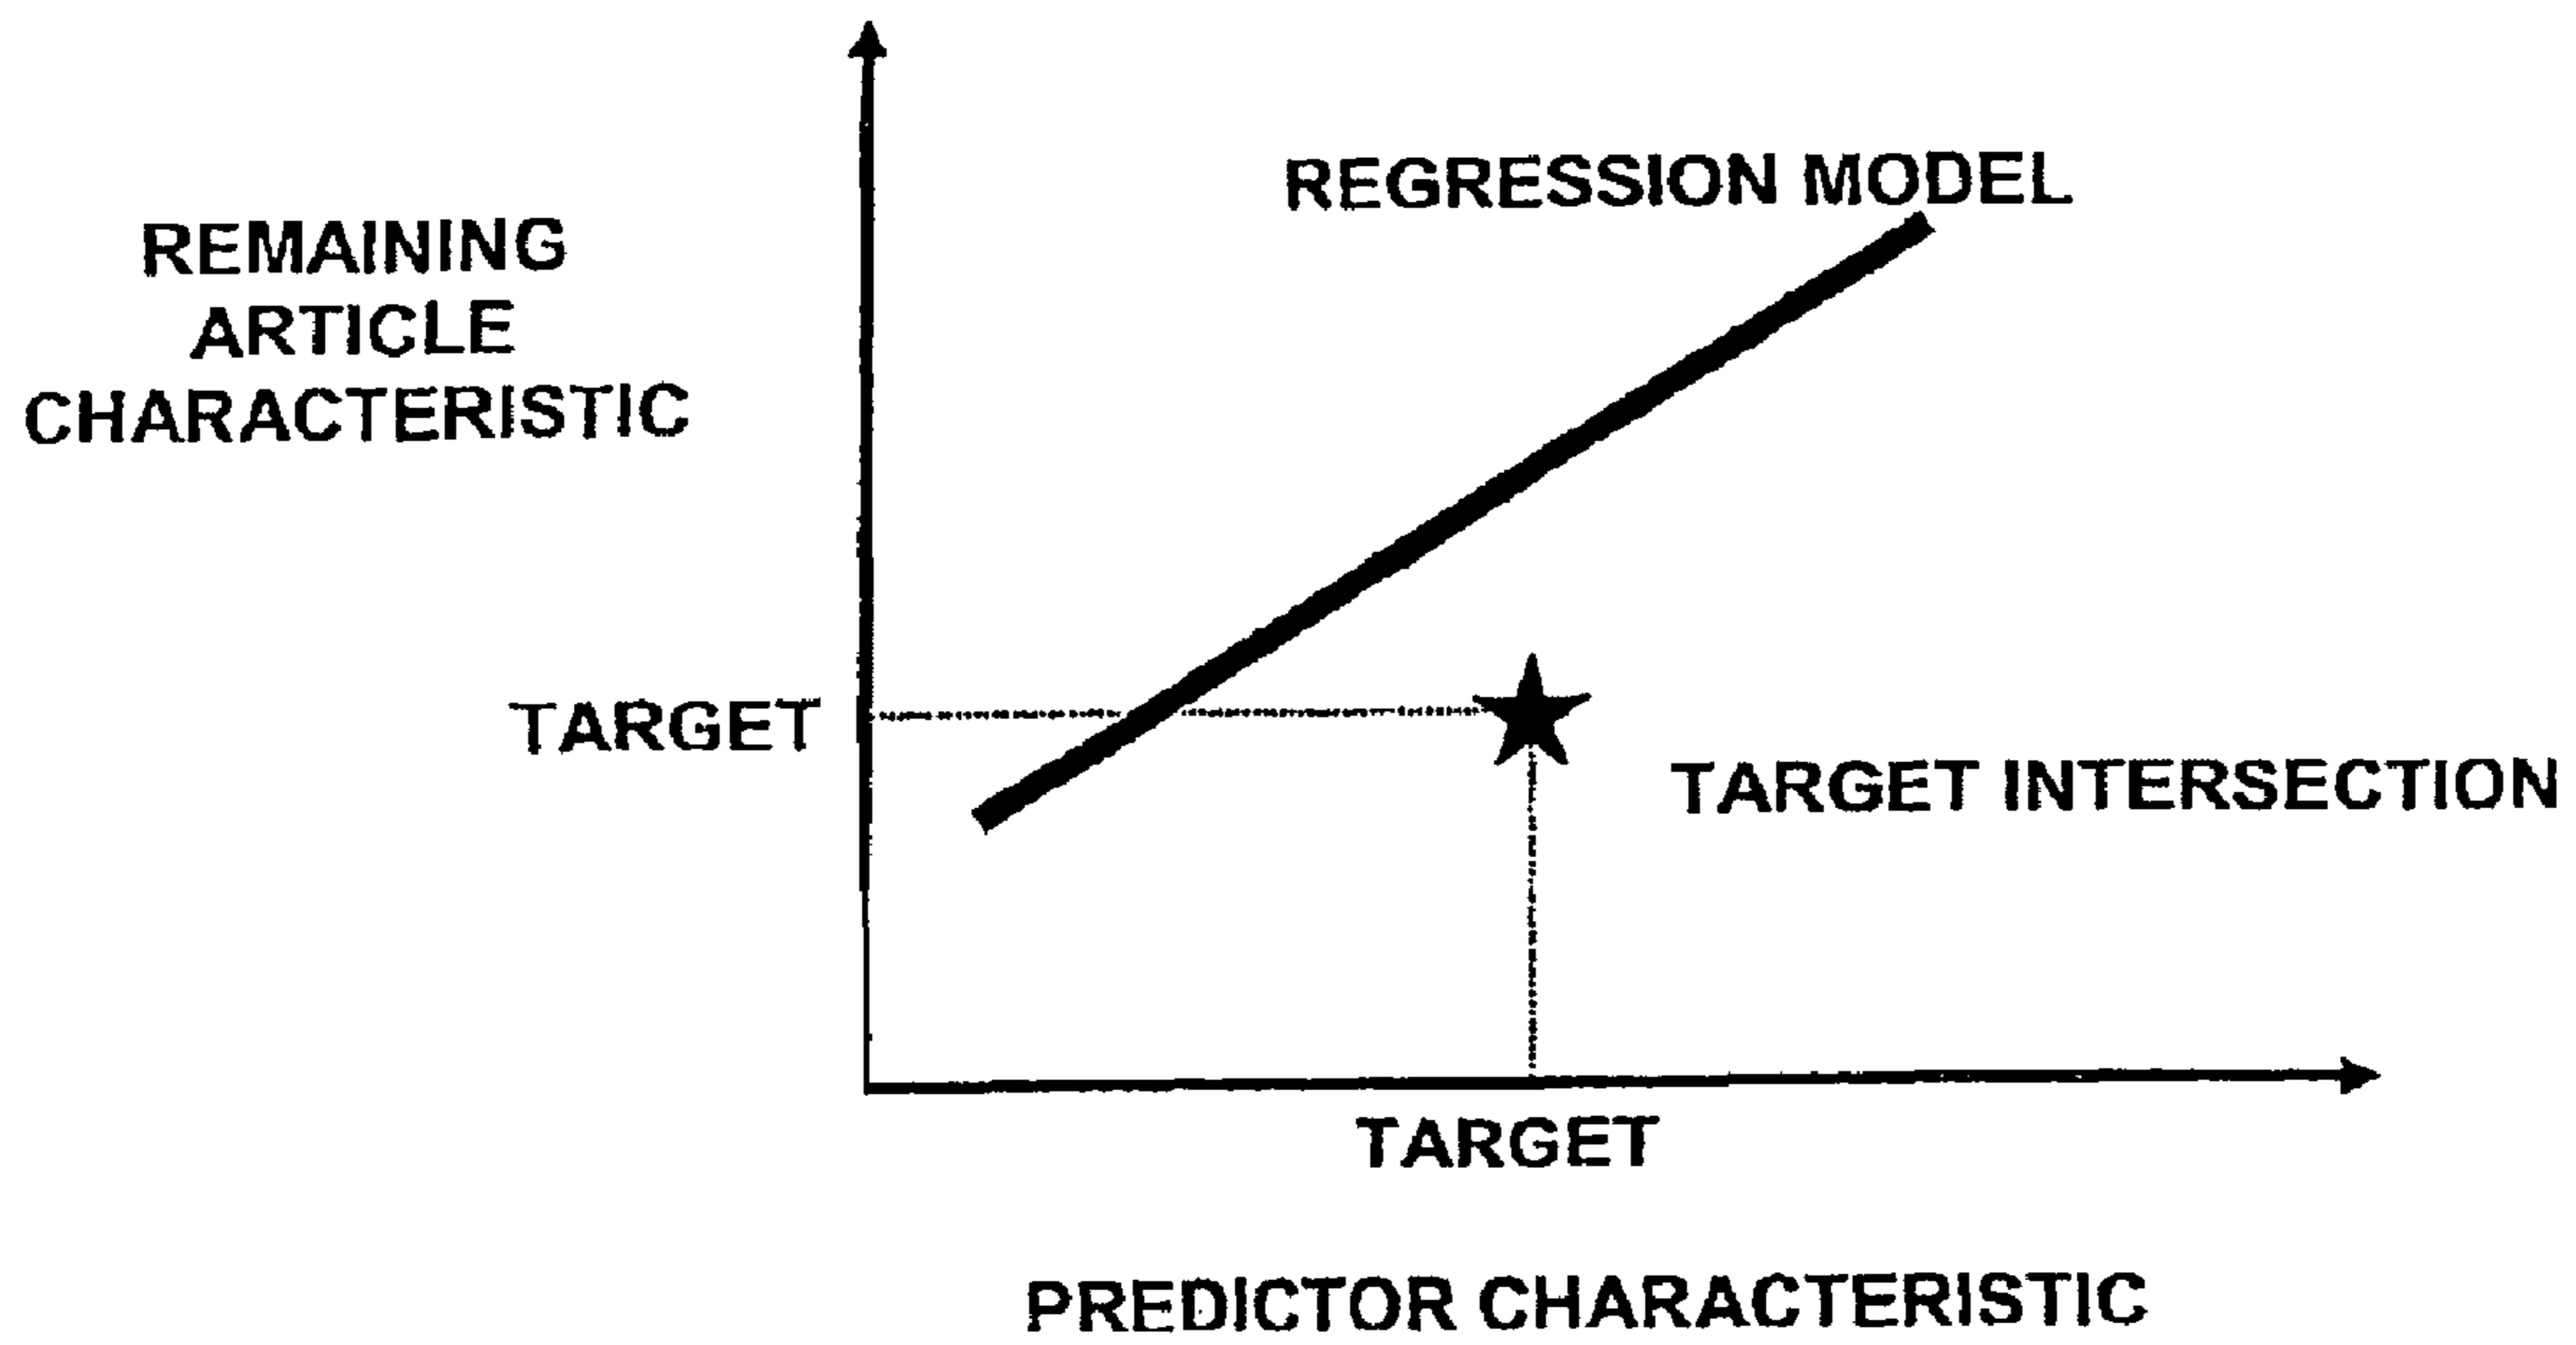 REGRESSION MODEL
REMAINING
ARTICLE
CHARACTERISTIC
TARGET
TARGET INTERSECTION
TARGET
PREDICTOR CHARACTERISTIC